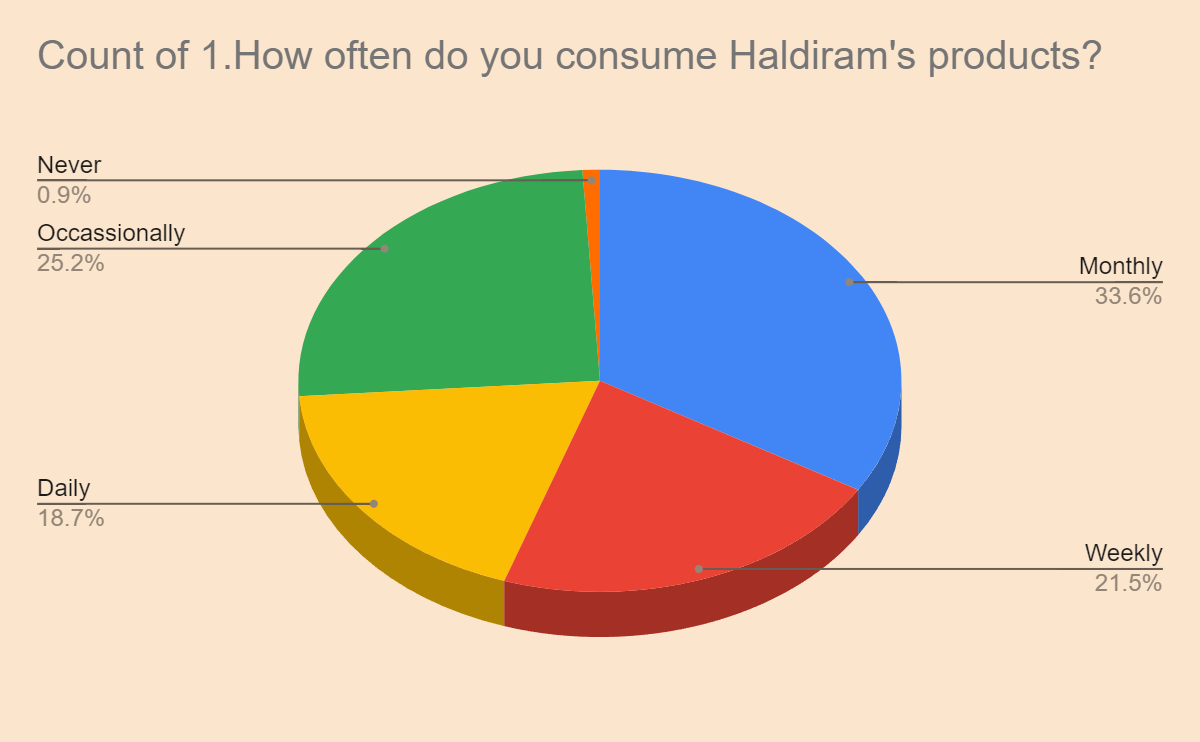 Count of 1.How often do you consume Haldiram's products?
Never
0.9%
Occassionally
25.2%
Monthly
33.6%
Daily
18.7%
Weekly
21.5%